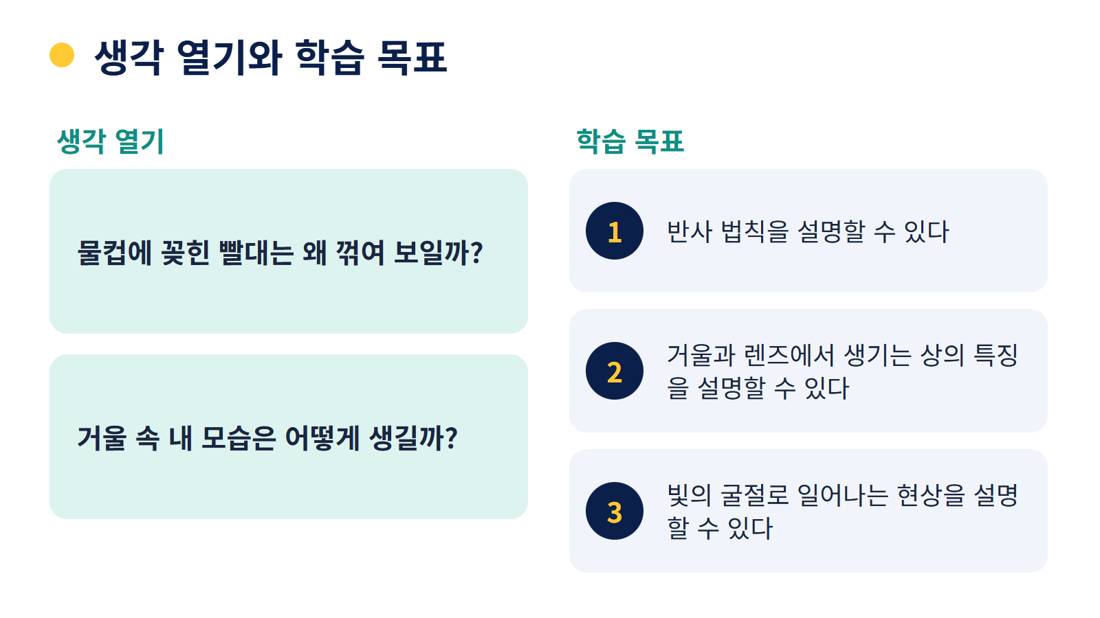 생각 열기와 학습 목표
생각 열기
물컵에 꽂힌 빨대는 왜 꺾여 보일까?
거울 속 내 모습은 어떻게 생길까?
학습 목표
1
반사 법칙을 설명할 수 있다
2
거울과 렌즈에서 생기는 상의 특징
을 설명할 수 있다
3
빛의 굴절로 일어나는 현상을 설명
할 수 있다